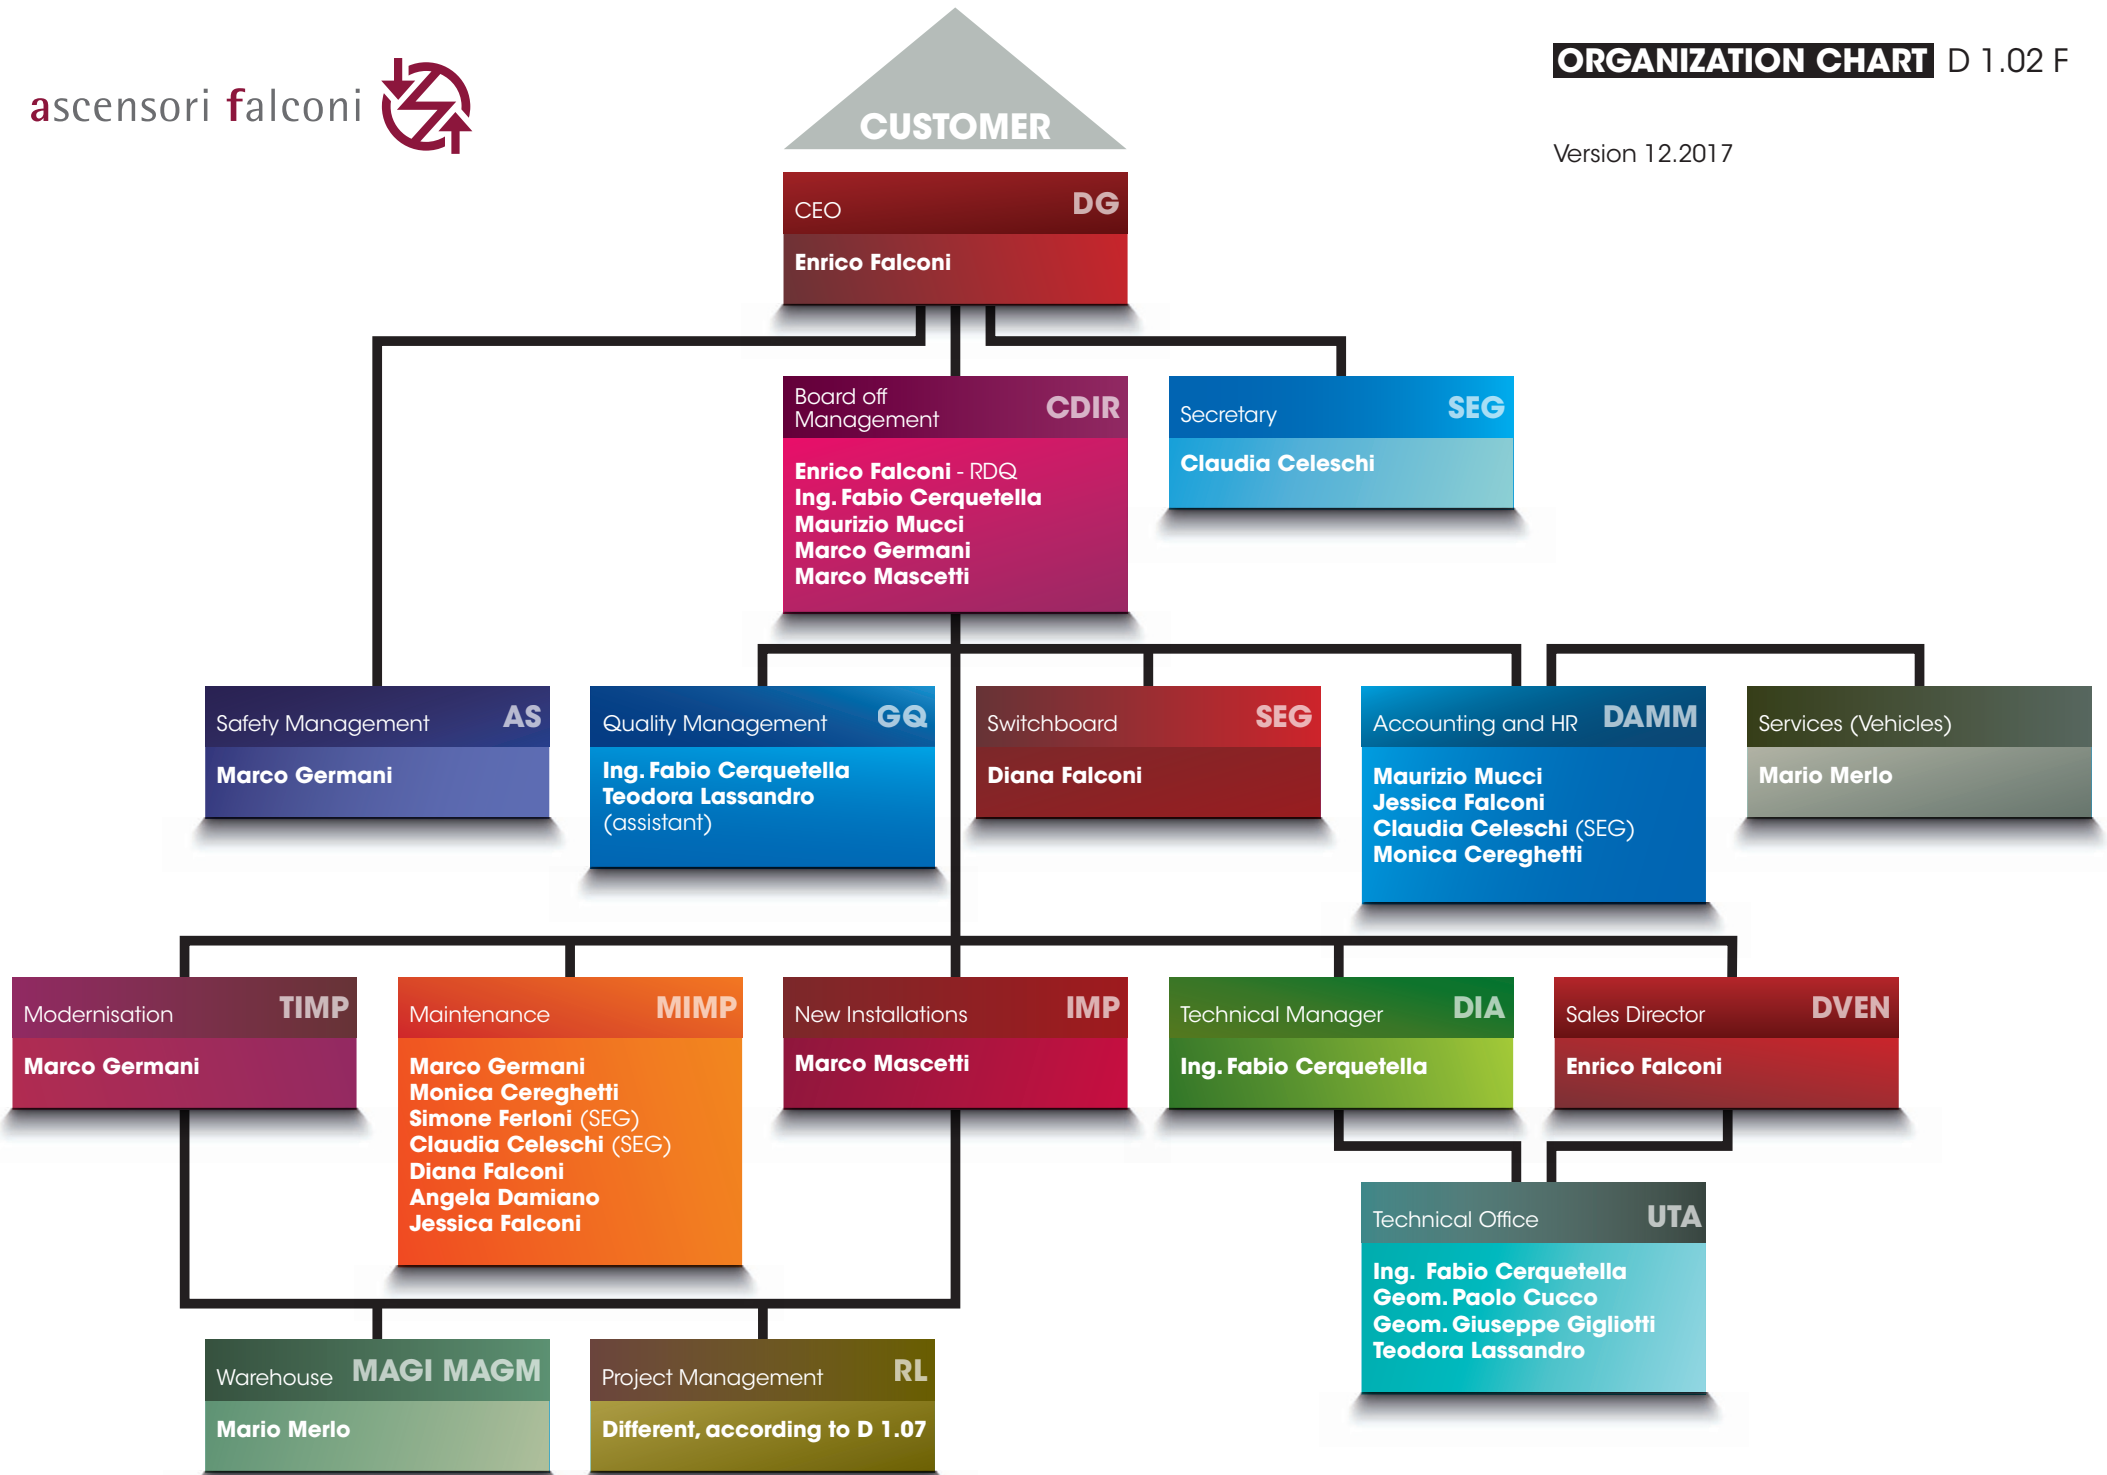 ascensori falconi
ORGANIZATION CHART D 1.02 F
Version 12.2017
CUSTOMER
CEO DG
Enrico Falconi
Board off
Management CDIR
Enrico Falconi - RDQ
Ing. Fabio Cerquetella
Maurizio Mucci
Marco Germani
Marco Mascetti
Secretary SEG
Claudia Celeschi
Safety Management AS
Marco Germani
Quality Management GQ
Ing. Fabio Cerquetella
Teodora Lassandro
(assistant)
Switchboard SEG
Diana Falconi
Accounting and HR DAMM
Maurizio Mucci
Jessica Falconi
Claudia Celeschi (SEG)
Monica Cereghetti
Services (Vehicles)
Mario Merlo
Modernisation TIMP
Marco Germani
Maintenance MIMP
Marco Germani
Monica Cereghetti
Simone Ferloni (SEG)
Claudia Celeschi (SEG)
Diana Falconi
Angela Damiano
Jessica Falconi
New Installations IMP
Marco Mascetti
Technical Manager DIA
Ing. Fabio Cerquetella
Sales Director DVEN
Enrico Falconi
Technical Office UTA
Ing. Fabio Cerquetella
Geom. Paolo Cucco
Geom. Giuseppe Gigliotti
Teodora Lassandro
Warehouse MAGI MAGM
Mario Merlo
Project Management RL
Different, according to D 1.07